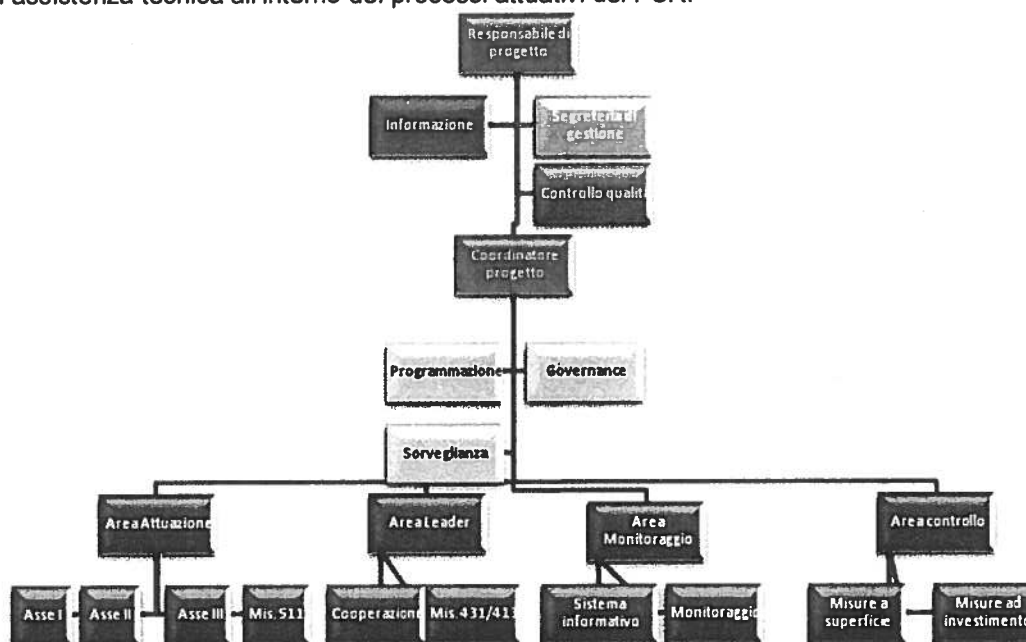 assistenza tecnica all'interno dei processi attuativi del PSR.
Responsabile di
progetto
Informazione
Segreteria di
gestione
Controllo qualit
Coordinatore
progetto
Programmazione
Governance
Sorveglianza
Area Attuazione
Area Leader
Area
Monitoraggio
Area controllo
Asse I
Asse II
Asse III
Mis. 511
Cooperazione
Mis. 431/413
Sistema
informativo
Monitoraggio
Misure a
superficie
Misure ad
investimento